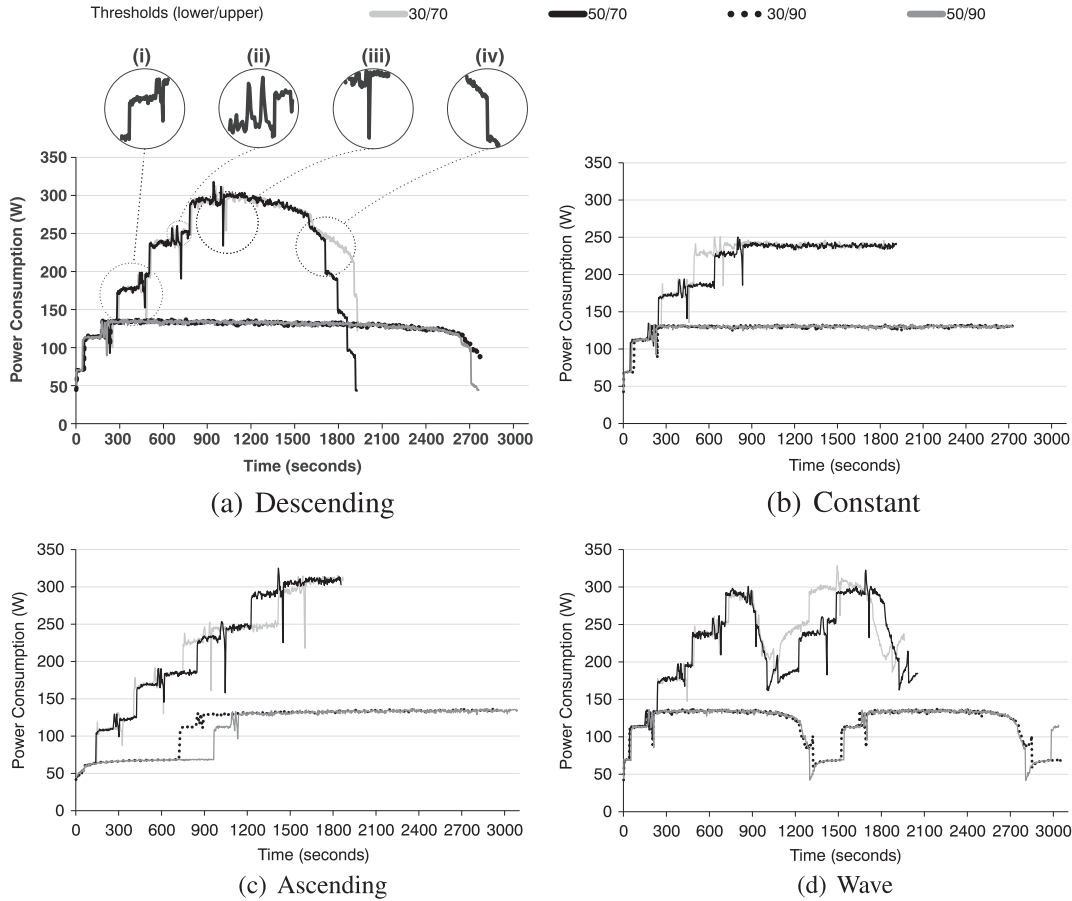 Thresholds (lower/upper) 30/70 50/70 30/90 50/90
(i) (ii) (iii) (iv)
350
300
250
200
150
100
50
0
Power Consumption (W)
0 300 600 900 1200 1500 1800 2100 2400 2700 3000
Time (seconds)
(a) Descending
350
300
250
200
150
100
50
0
Power Consumption (W)
0 300 600 900 1200 1500 1800 2100 2400 2700 3000
Time (seconds)
(b) Constant
350
300
250
200
150
100
50
0
Power Consumption (W)
0 300 600 900 1200 1500 1800 2100 2400 2700 3000
Time (seconds)
(c) Ascending
350
300
250
200
150
100
50
0
Power Consumption (W)
0 300 600 900 1200 1500 1800 2100 2400 2700 3000
Time (seconds)
(d) Wave